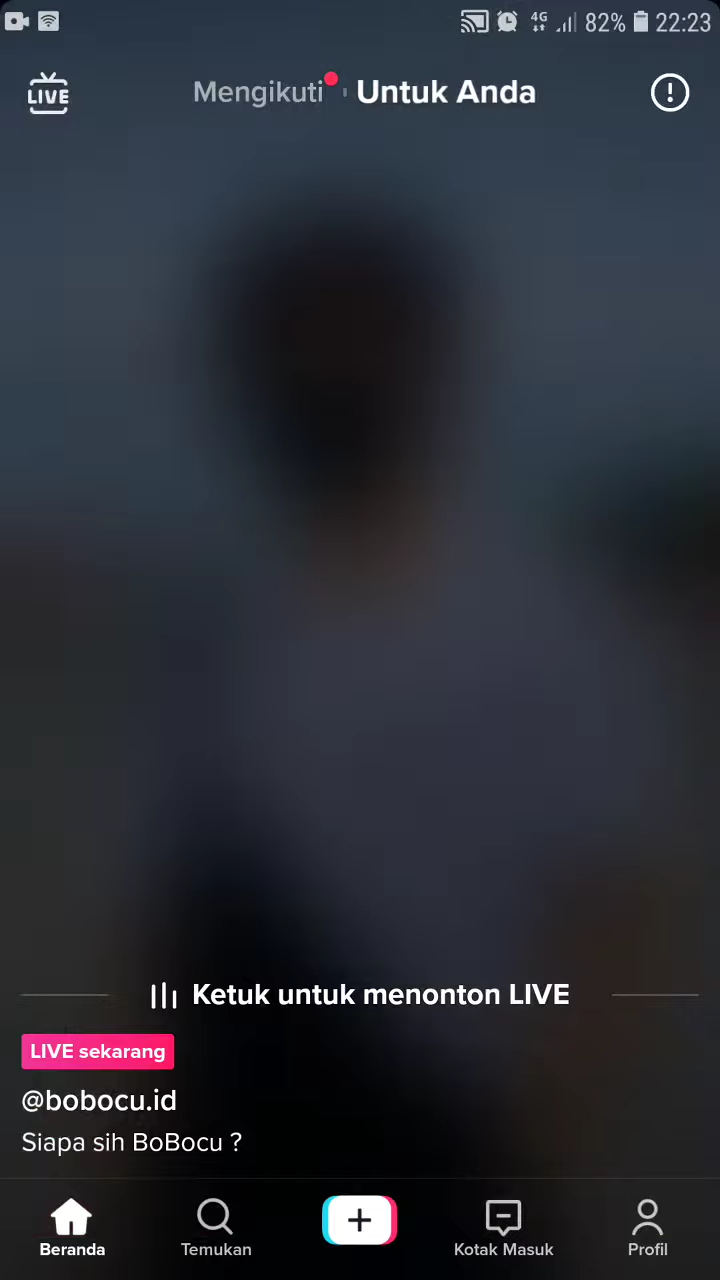 4G 82% 22:23
LIVE Mengikuti Untuk Anda
Ketuk untuk menonton LIVE
LIVE sekarang
@bobocu.id
Siapa sih BoBocu ?
Beranda Temukan Kotak Masuk Profil